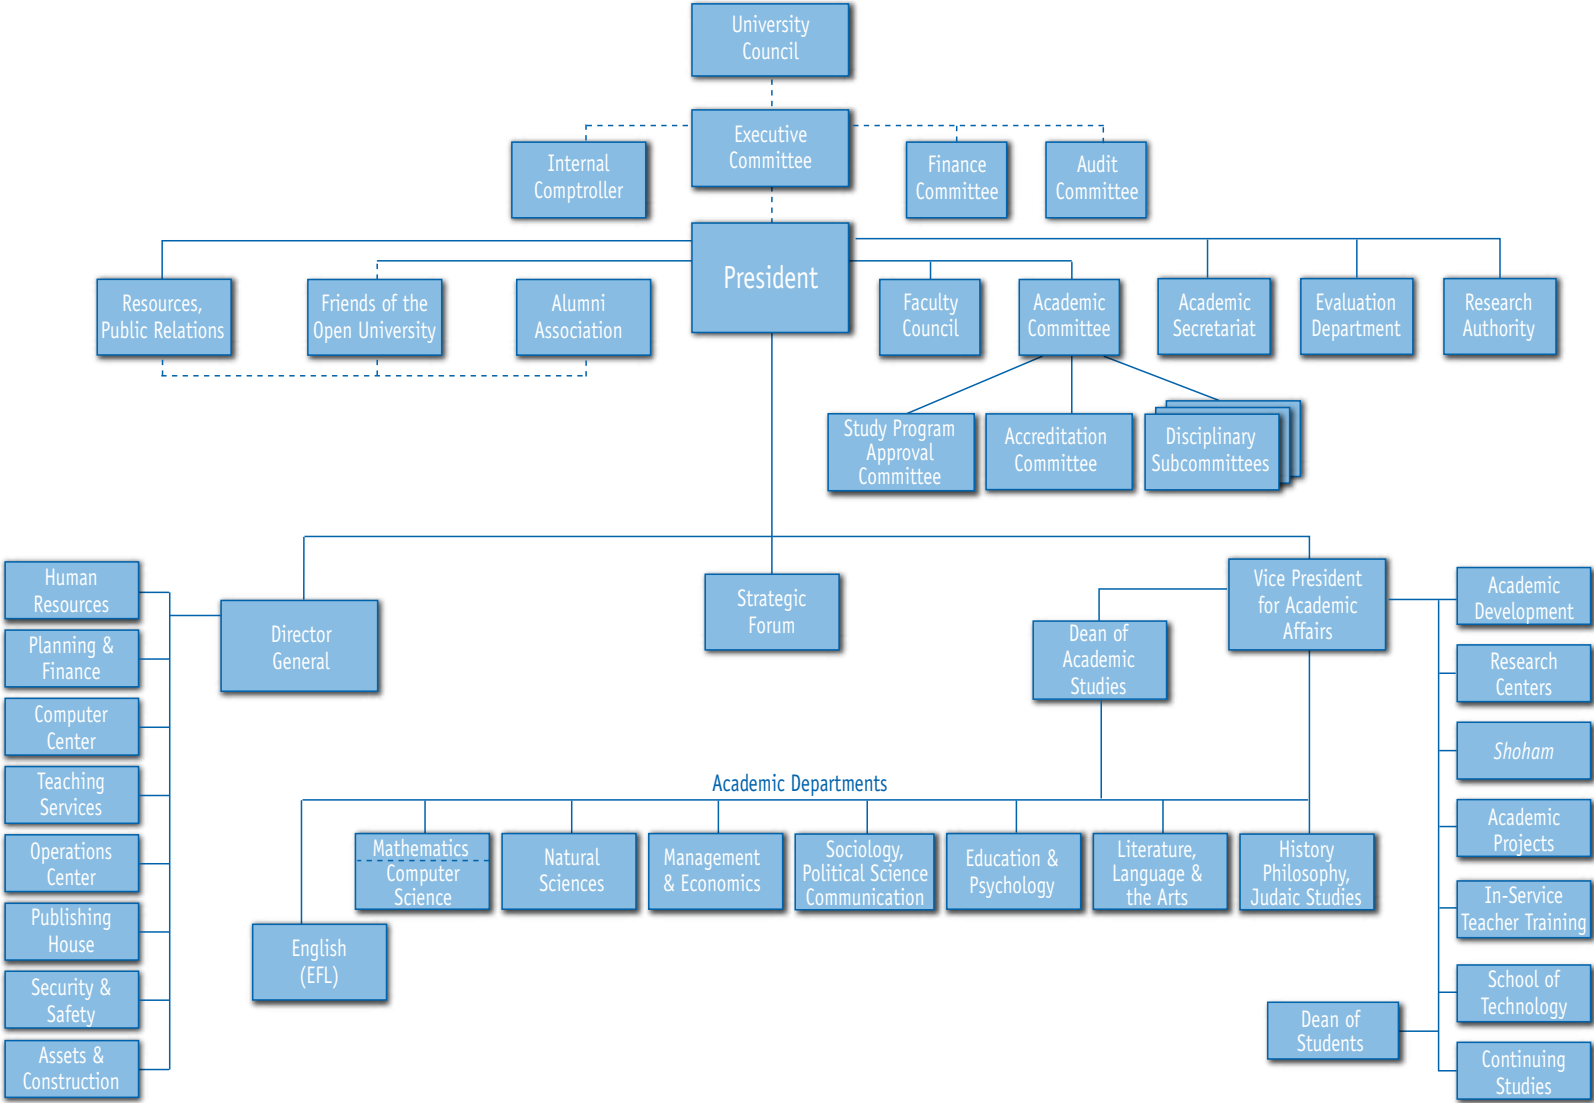 University
Council
Executive
Committee
Internal
Comptroller
Finance
Committee
Audit
Committee
President
Resources,
Public Relations
Friends of the
Open University
Alumni
Association
Faculty
Council
Academic
Committee
Academic
Secretariat
Evaluation
Department
Research
Authority
Study Program
Approval
Committee
Accreditation
Committee
Disciplinary
Subcommittees
Human
Resources
Planning &
Finance
Computer
Center
Teaching
Services
Operations
Center
Publishing
House
Security &
Safety
Assets &
Construction
Director
General
Strategic
Forum
Vice President
for Academic
Affairs
Dean of
Academic
Studies
Academic
Development
Research
Centers
Shoham
Academic
Projects
In-Service
Teacher Training
School of
Technology
Continuing
Studies
Dean of
Students
Academic Departments
English
(EFL)
Mathematics
Computer
Science
Natural
Sciences
Management
& Economics
Sociology,
Political Science
Communication
Education &
Psychology
Literature,
Language &
the Arts
History
Philosophy,
Judaic Studies